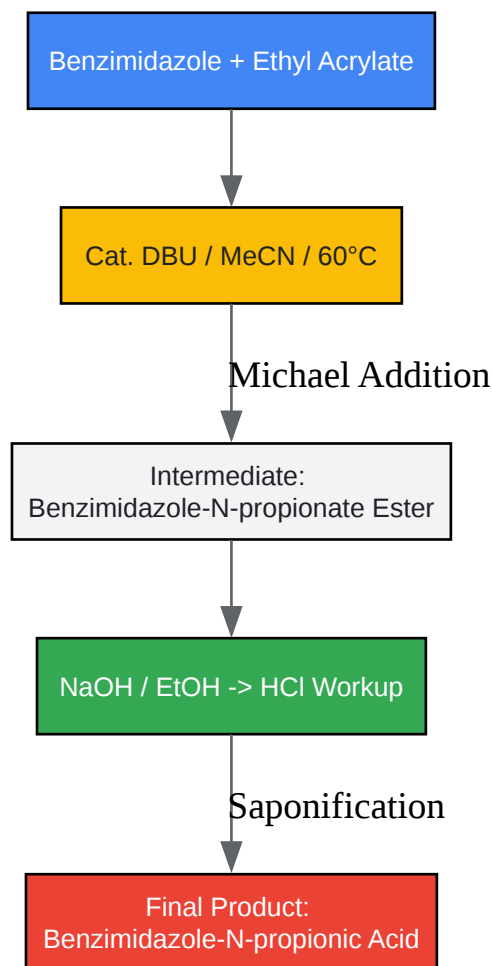 Benzimidazole + Ethyl Acrylate
Cat. DBU / MeCN / 60°C
Michael Addition
Intermediate:
Benzimidazole-N-propionate Ester
NaOH / EtOH -> HCl Workup
Saponification
Final Product:
Benzimidazole-N-propionic Acid